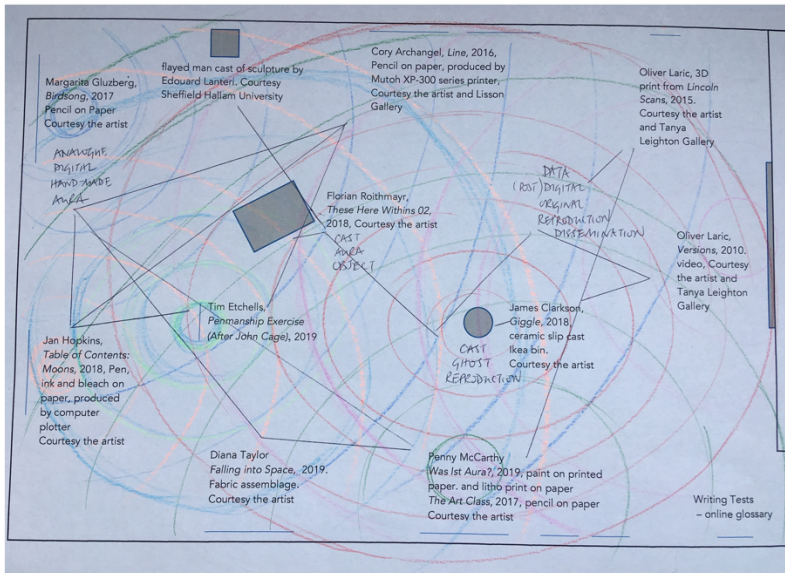 Margarita Gluzberg,
Birdsong, 2017
Pencil on Paper
Courtesy the artist
ANALOGUE
DIGITAL
HAND MADE
AURA
flayed man cast of sculpture by
Edouard Lanteri. Courtesy
Sheffield Hallam University
Cory Archangel, Line, 2016,
Pencil on paper, produced by
Mutoh XP-300 series printer,
Courtesy the artist and Lisson
Gallery
Oliver Laric, 3D
print from Lincoln
Scans, 2015.
Courtesy the artist
and Tanya
Leighton Gallery
DATA
(POST) DIGITAL
ORIGINAL
REPRODUCTION
DISSEMINATION
Florian Roithmayr,
These Here Withins 02,
2018, Courtesy the artist
CAST
AURA
OBJECT
Oliver Laric,
Versions, 2010.
video, Courtesy
the artist and
Tanya Leighton
Gallery
Tim Etchells,
Penmanship Exercise
(After John Cage), 2019
James Clarkson,
Giggle, 2018,
ceramic slip cast
Ikea bin.
Courtesy the artist
CAST
GHOST
REPRODUCTION
Jan Hopkins,
Table of Contents:
Moons, 2018, Pen,
ink and bleach on
paper, produced
by computer
plotter
Courtesy the artist
Diana Taylor
Falling into Space, 2019.
Fabric assemblage.
Courtesy the artist
Penny McCarthy
Was Ist Aura?, 2019, paint on printed
paper. and litho print on paper
The Art Class, 2017, pencil on paper
Courtesy the artist
Writing Tests
– online glossary